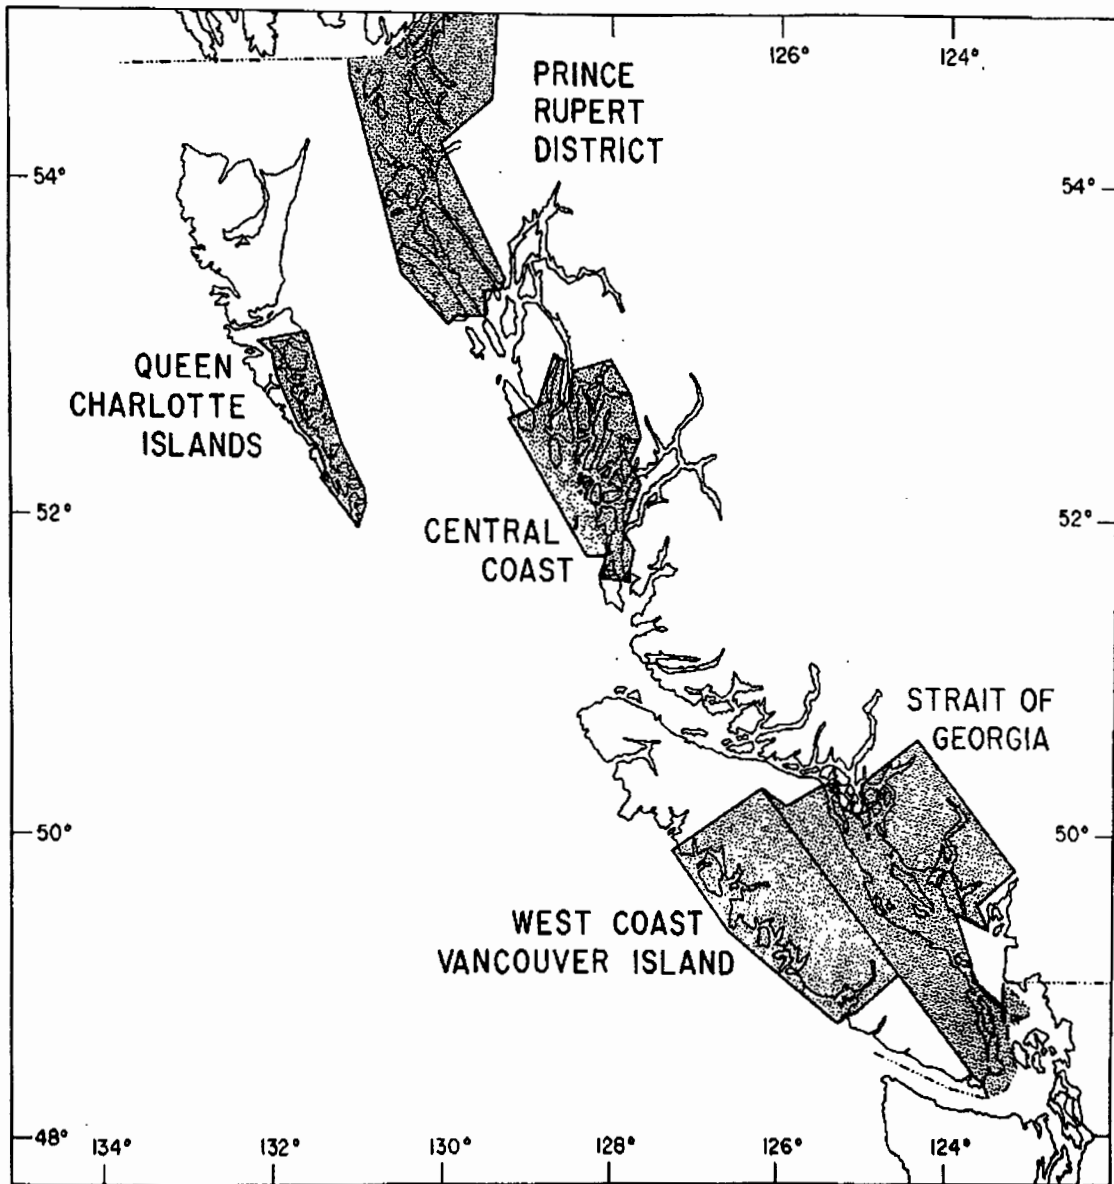 126°
124°
PRINCE
RUPERT
DISTRICT
54°
54°
QUEEN
CHARLOTTE
ISLANDS
52°
52°
CENTRAL
COAST
STRAIT OF
GEORGIA
50°
50°
WEST COAST
VANCOUVER ISLAND
48°
134°
132°
130°
128°
126°
124°